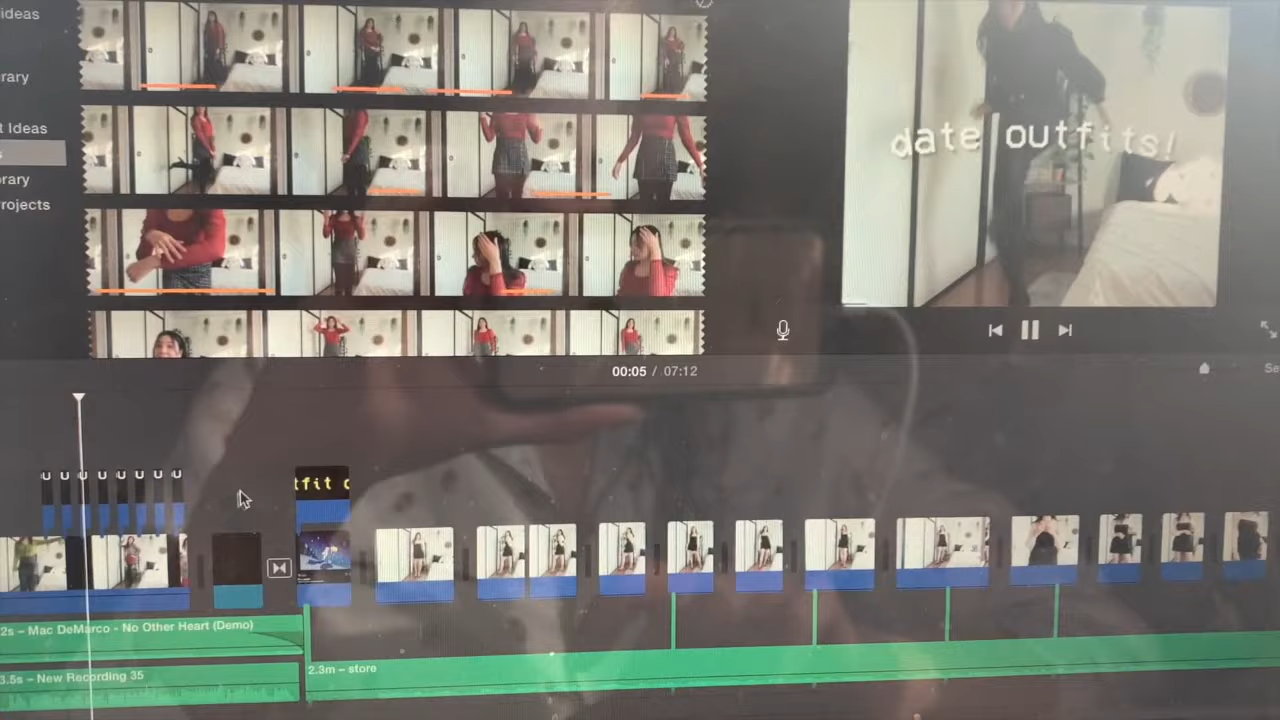 ideas
rary
t Ideas
s
rary
rojects
date outfits!
00:05 / 07:12
Se
U U U U U U U U
tfit o
2s – Mac DeMarco - No Other Heart (Demo)
3.5s – New Recording 35
2.3m – store